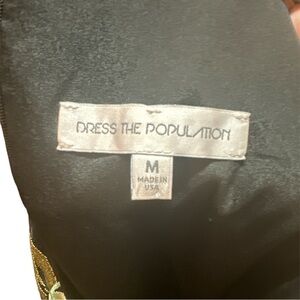 DRESS THE POPULATION
M
MADE IN
USA